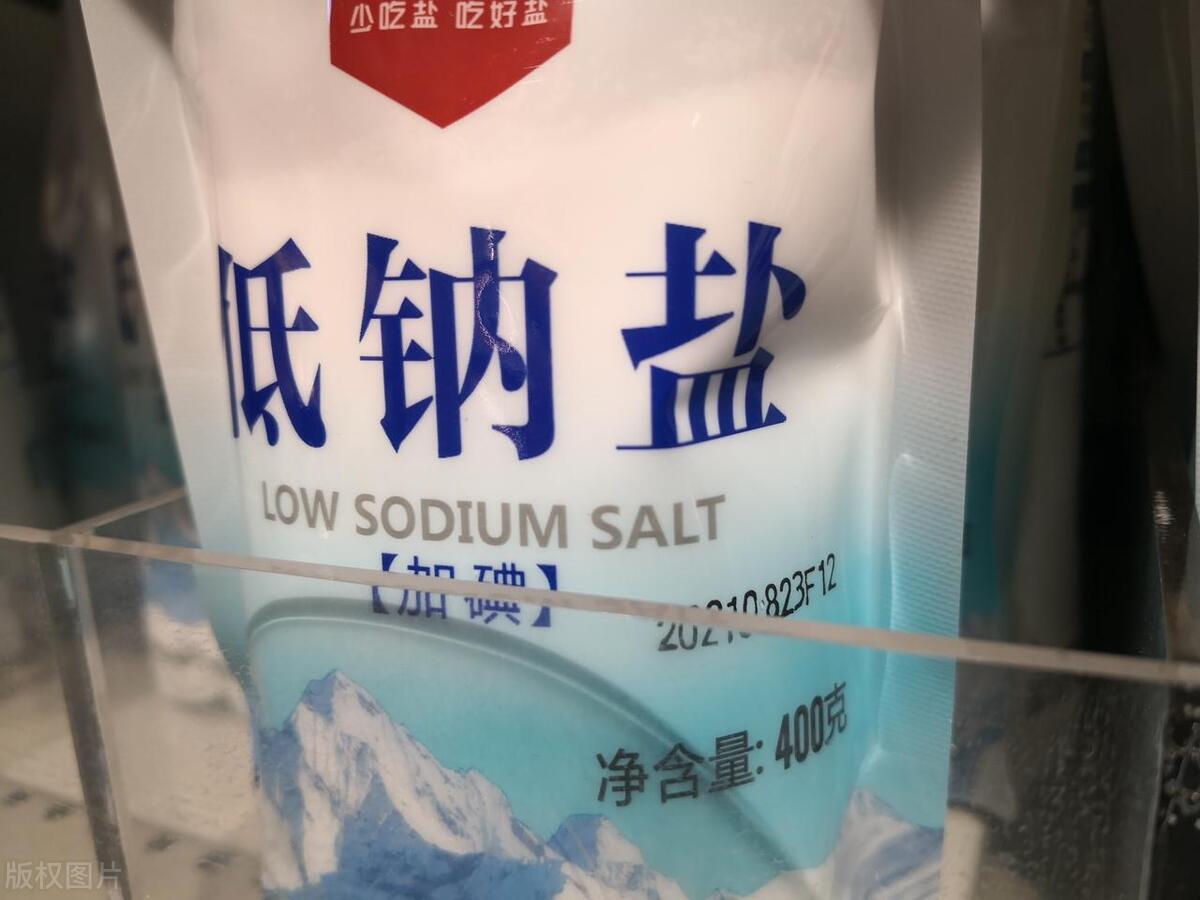 少吃盐 吃好盐
低钠盐
LOW SODIUM SALT
【加碘】
20210823F12
净含量:400克
版权图片